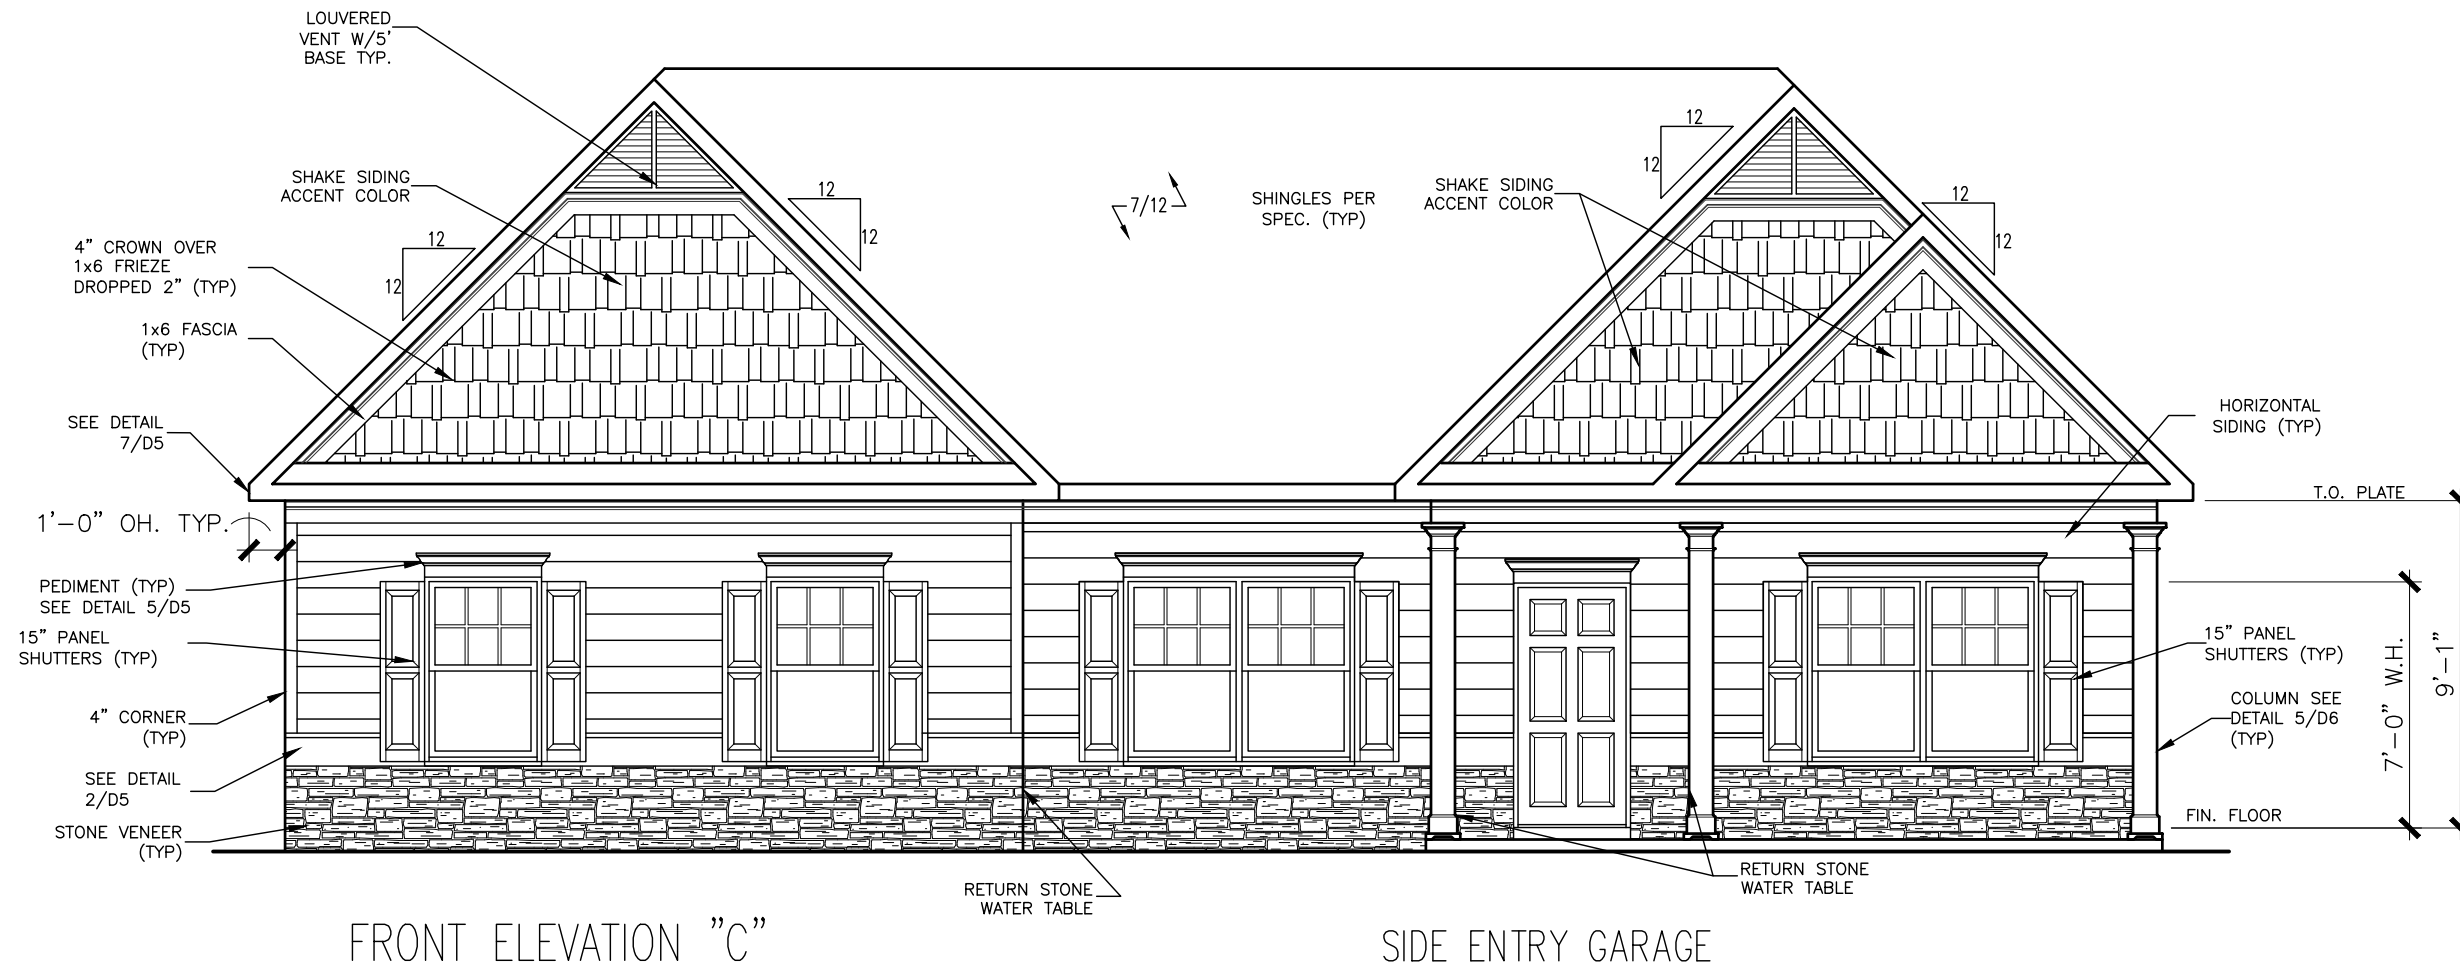 LOUVERED
VENT W/5'
BASE TYP.
SHAKE SIDING
ACCENT COLOR
4" CROWN OVER
1x6 FRIEZE
DROPPED 2" (TYP)
1x6 FASCIA
(TYP)
SEE DETAIL
7/D5
1'-0" OH. TYP.
PEDIMENT (TYP)
SEE DETAIL 5/D5
15" PANEL
SHUTTERS (TYP)
4" CORNER
(TYP)
SEE DETAIL
2/D5
STONE VENEER
(TYP)
12
12
12
12
7/12
SHINGLES PER
SPEC. (TYP)
SHAKE SIDING
ACCENT COLOR
12
12
12
12
HORIZONTAL
SIDING (TYP)
T.O. PLATE
15" PANEL
SHUTTERS (TYP)
COLUMN SEE
DETAIL 5/D6
(TYP)
7'-0" W.H.
9'-1"
FIN. FLOOR
RETURN STONE
WATER TABLE
RETURN STONE
WATER TABLE
FRONT ELEVATION "C"
SIDE ENTRY GARAGE